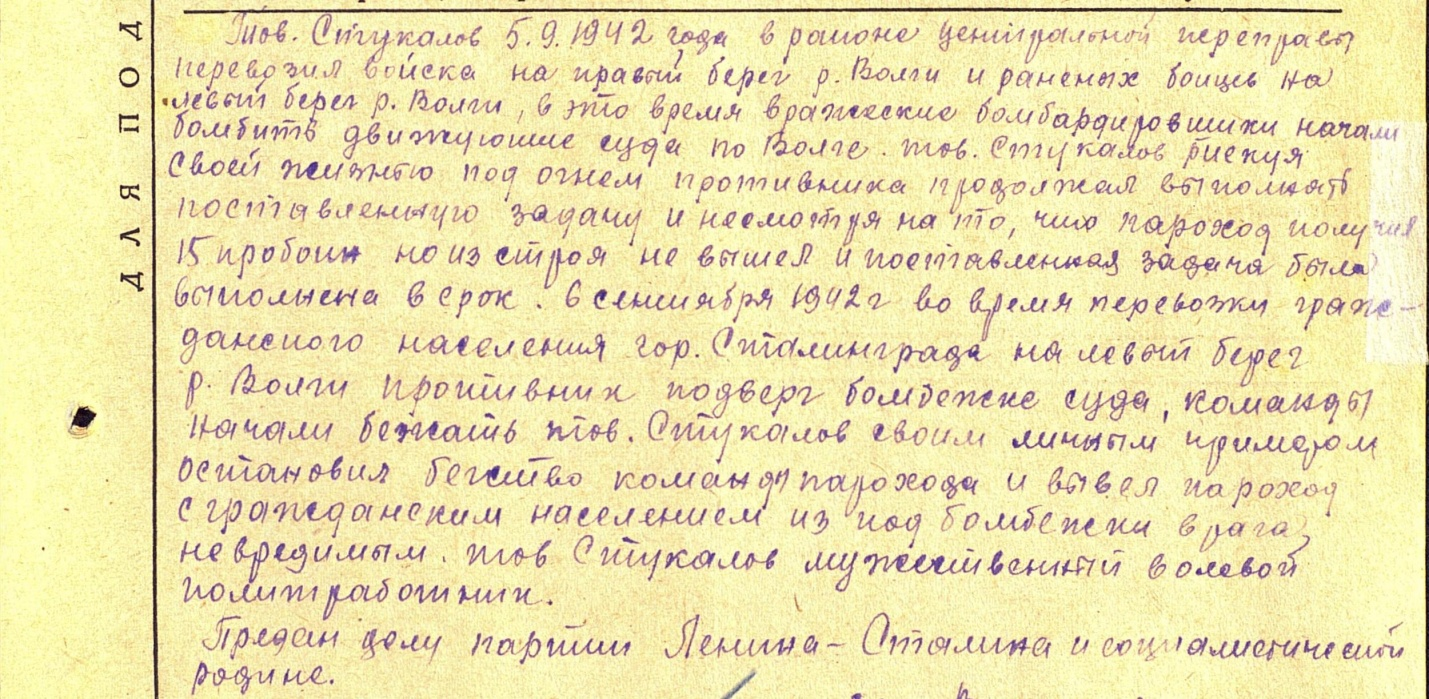 Тов. Стукалов 5.9.1942 года в районе центральной переправы
перевозил войска на правый берег р. Волги и раненых бойцов на
левый берег р. Волги, в это время вражеские бомбардировщики начали
бомбить движующие суда по Волге. тов. Стукалов рискуя
своей жизнью под огнем противника продолжал выполнять
поставленную задачу и несмотря на то, что пароход получил
15 пробоин но из строя не вышел и поставленная задача была
выполнена в срок. 6 сентября 1942 г во время перевозки граж-
данского населения гор. Сталинграда на левый берег
р. Волги противник подверг бомбежке суда, команды
начали бежать тов. Стукалов своим личным примером
остановил бегство команды парохода и вывел пароход
с гражданским населением из под бомбежки врага,
невредимым. тов Стукалов мужественный волевой
политработник.
Предан делу партии Ленина – Сталина и социалистической
родине.
ДЛЯ ПОД